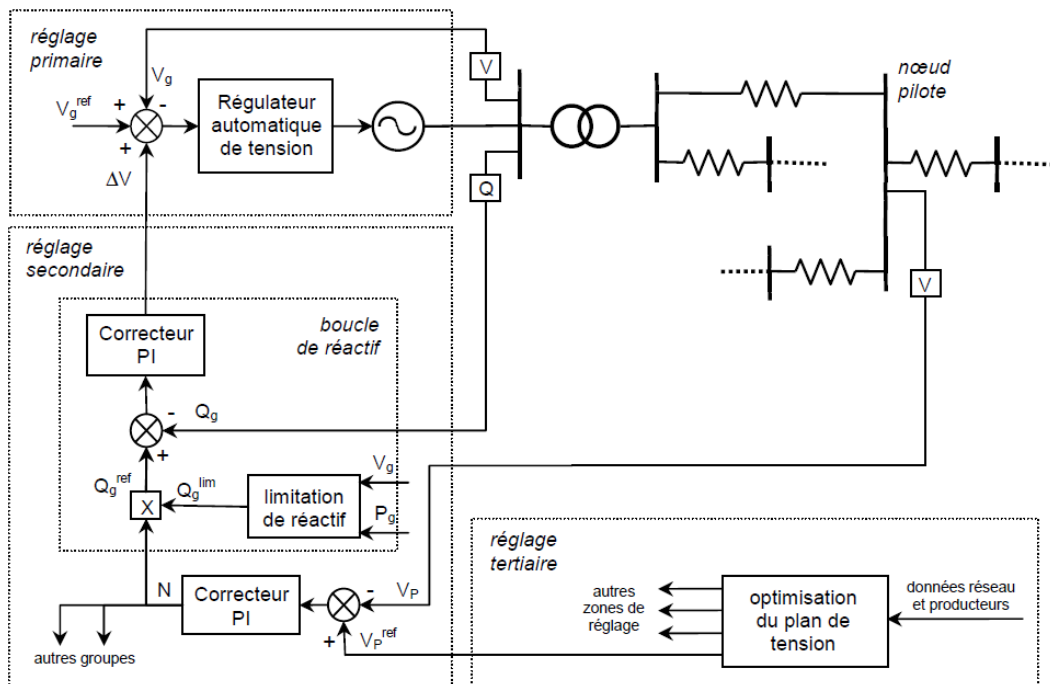 réglage
primaire
V
nœud
pilote
Vg
Vg^ref
+
-
+
Régulateur
automatique
de tension
ΔV
Q
V
réglage
secondaire
boucle
de réactif
Correcteur
PI
-
Qg
+
Qg^ref
X
Qg^lim
limitation
de réactif
Vg
Pg
N
Correcteur
PI
-
VP
+
VP^ref
autres groupes
réglage
tertiaire
autres
zones de
réglage
optimisation
du plan de
tension
données réseau
et producteurs